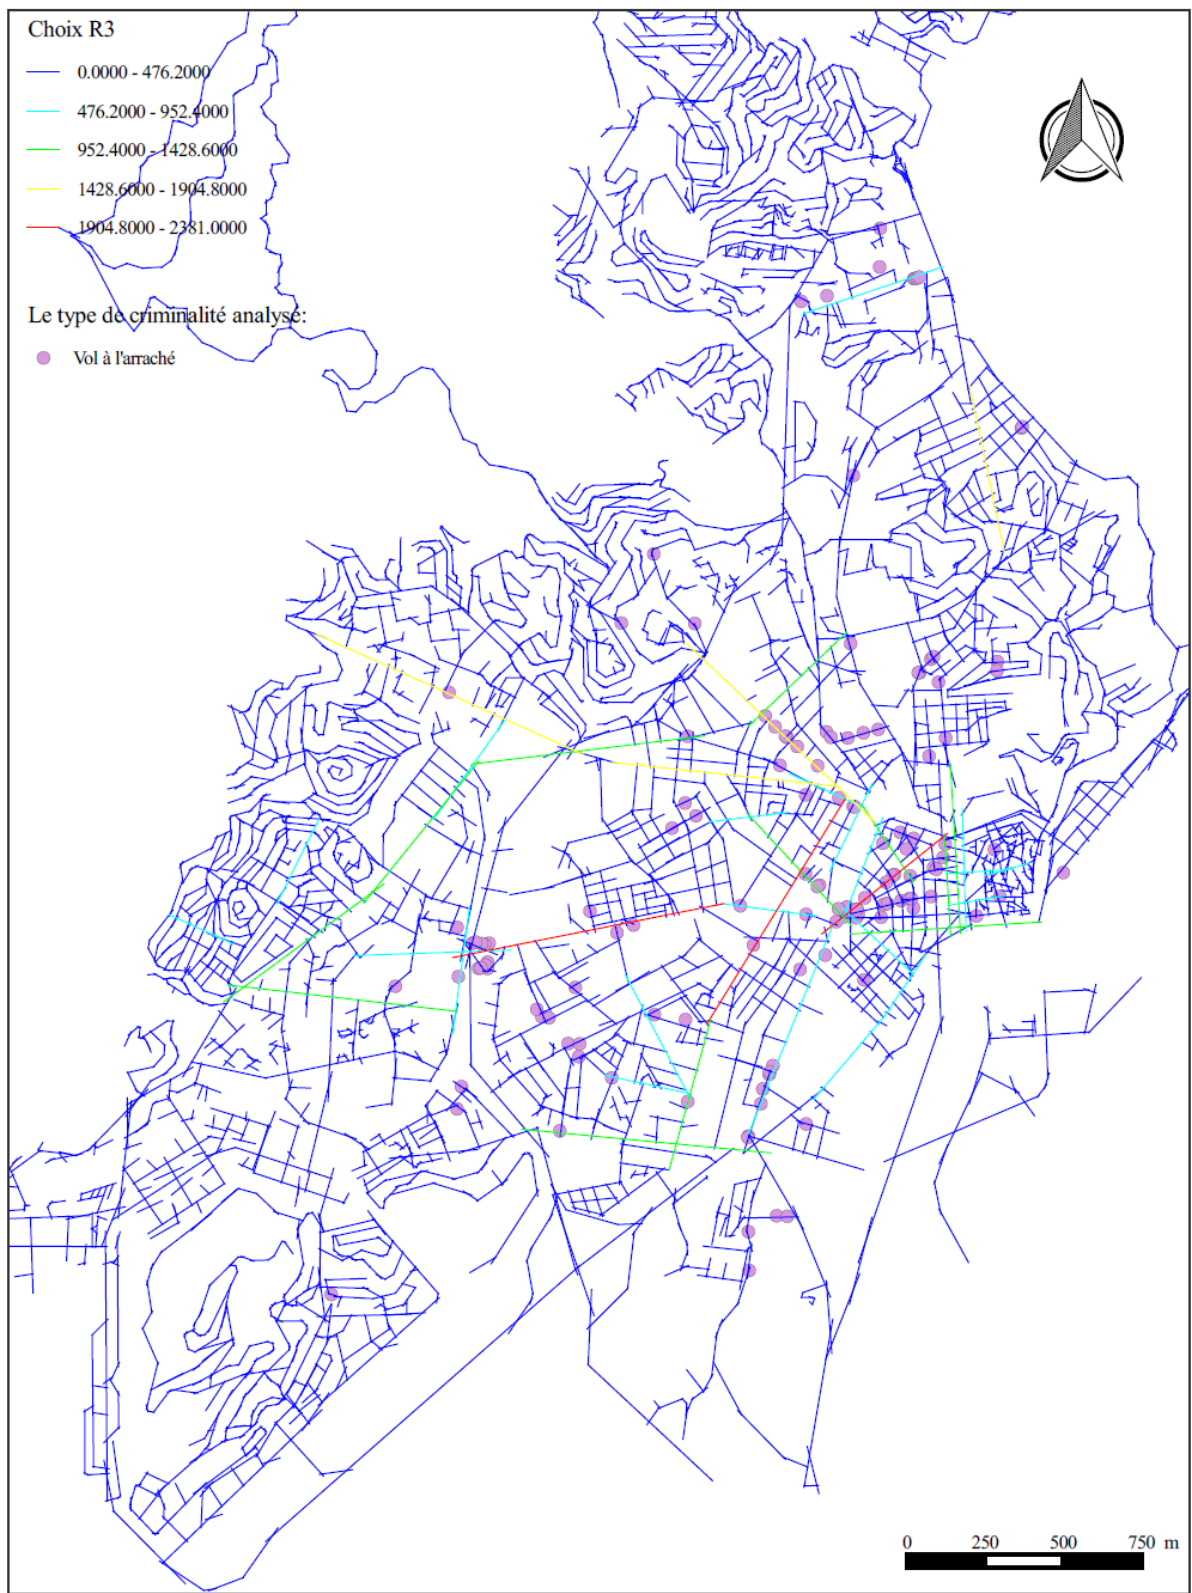 Choix R3
0.0000 - 476.2000
476.2000 - 952.4000
952.4000 - 1428.6000
1428.6000 - 1904.8000
1904.8000 - 2381.0000
Le type de criminalité analysé:
Vol à l'arraché
0 250 500 750 m